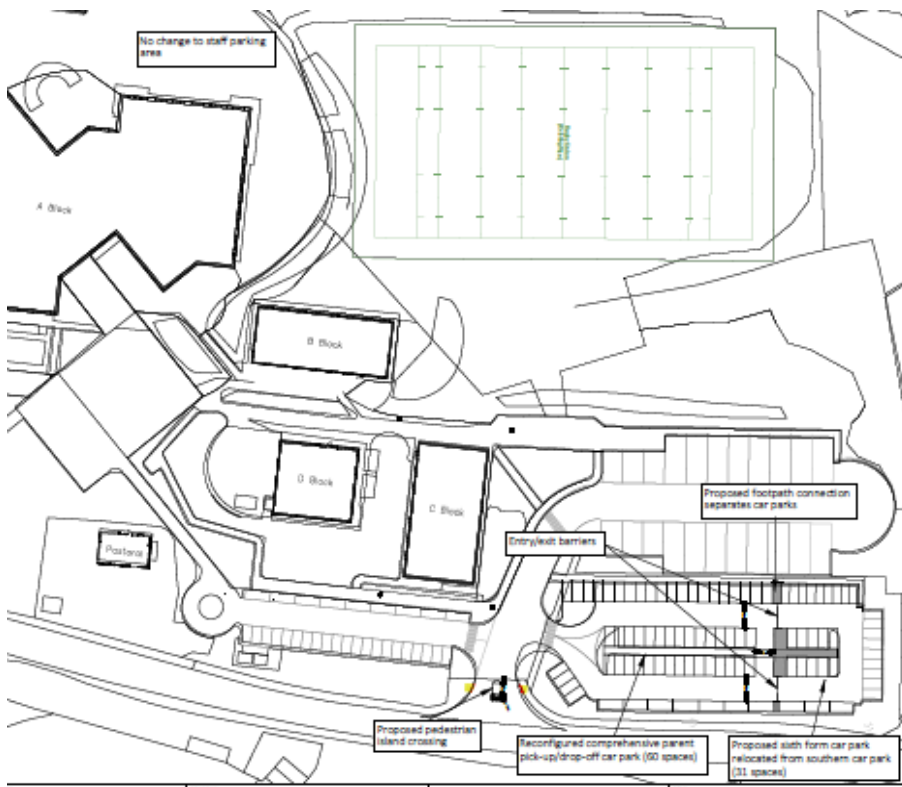 No change to staff parking
area
A Block
B Block
D Block
C Block
Pastoral
Proposed footpath connection
separates car parks
Entry/exit barriers
Proposed pedestrian
island crossing
Reconfigured comprehensive parent
pick-up/drop-off car park (60 spaces)
Proposed sixth form car park
relocated from southern car park
(31 spaces)